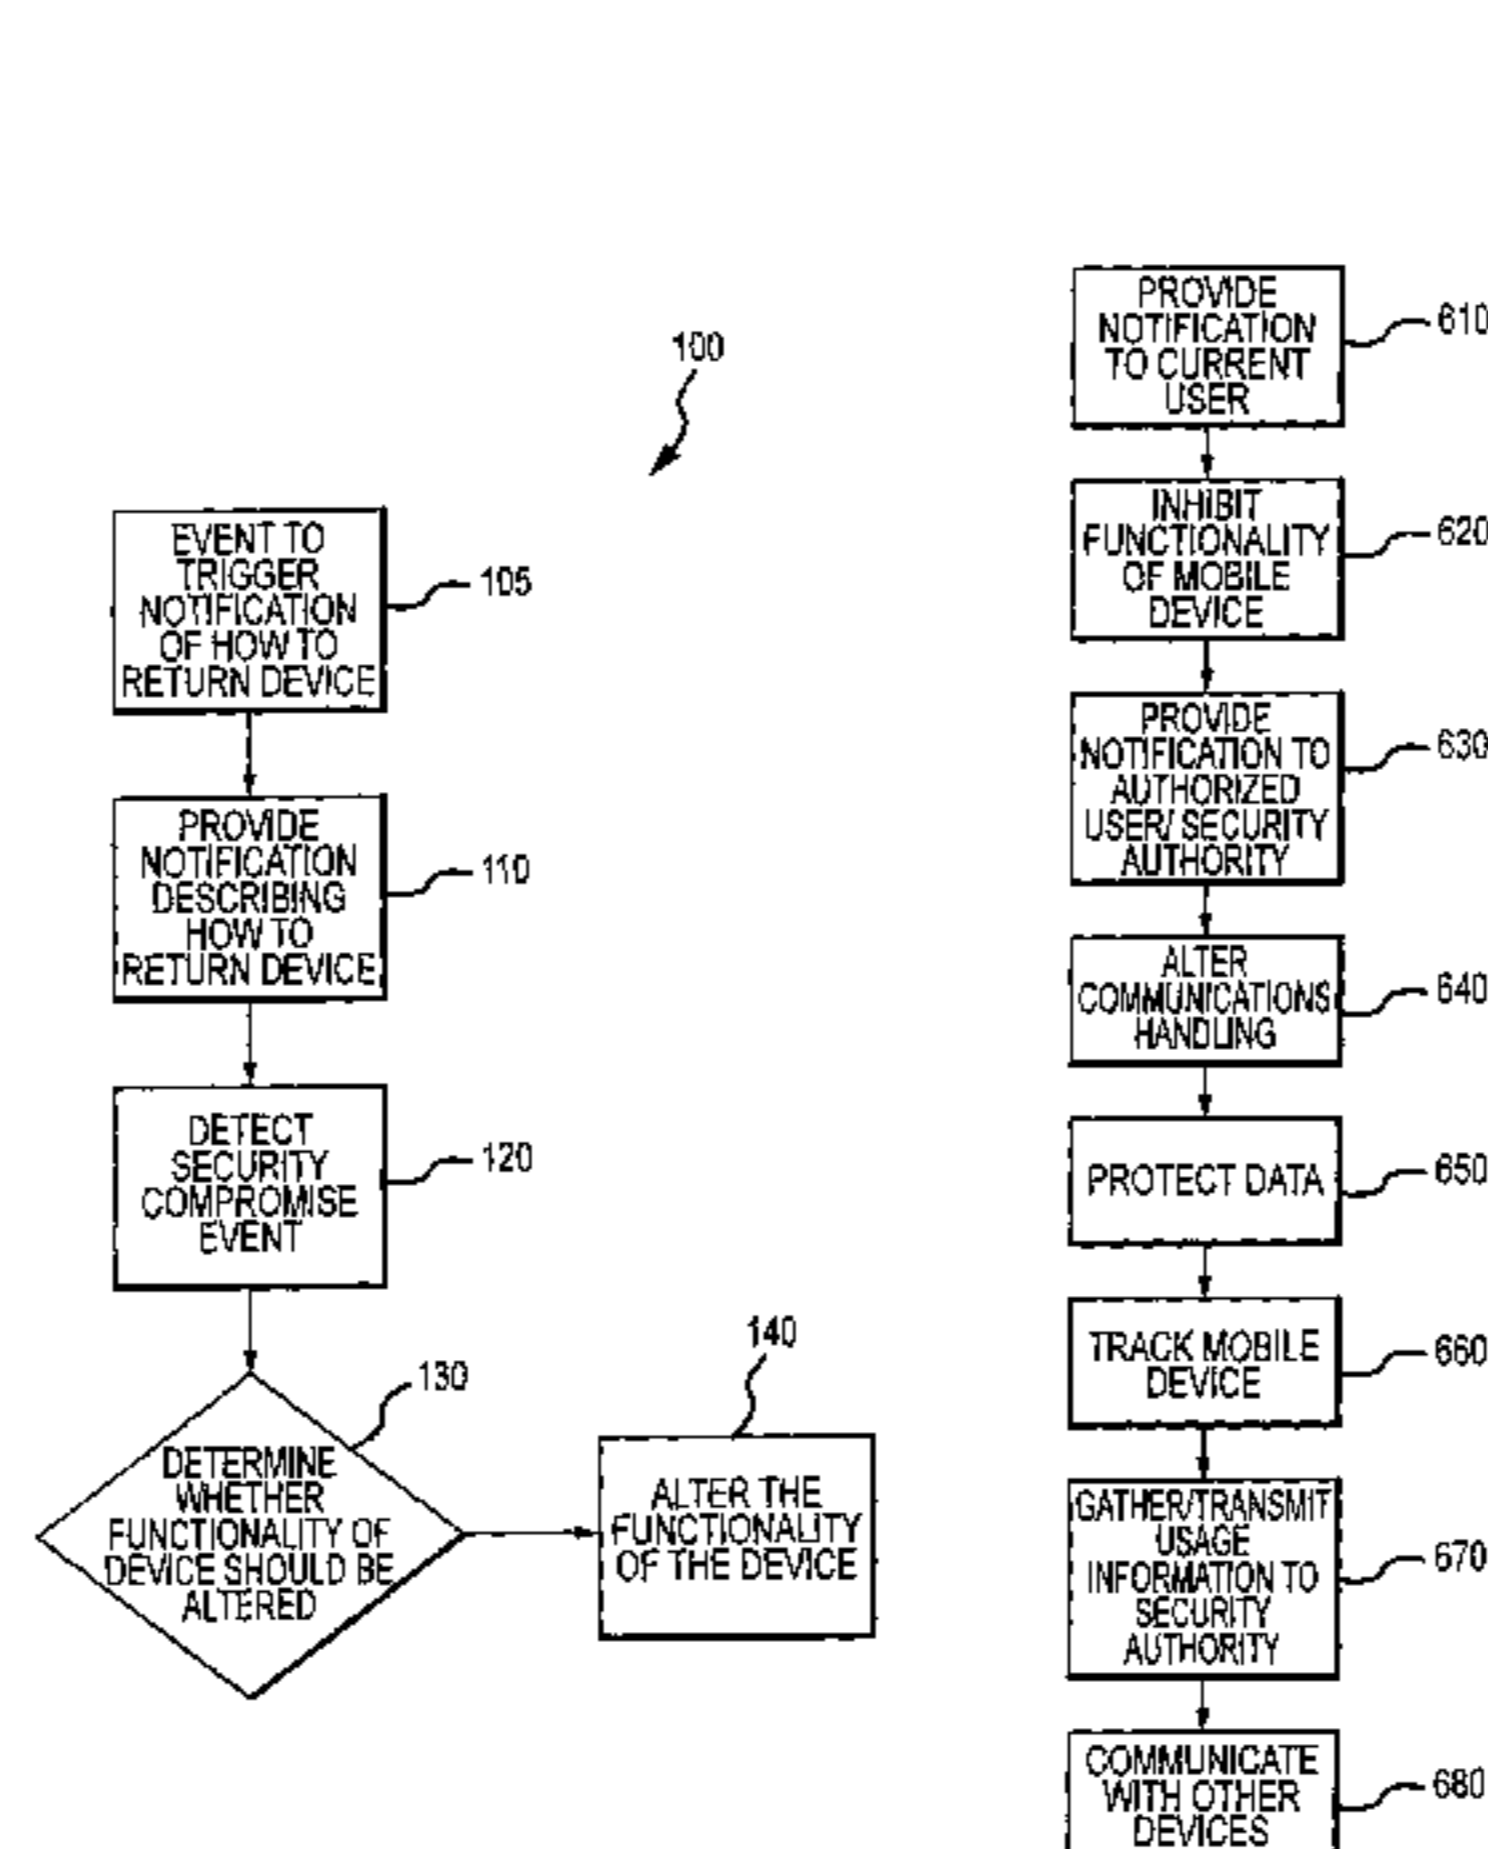 100
EVENT TO
TRIGGER
NOTIFICATION
OF HOW TO
RETURN DEVICE
105
PROVIDE
NOTIFICATION
DESCRIBING
HOW TO
RETURN DEVICE
110
DETECT
SECURITY
COMPROMISE
EVENT
120
DETERMINE
WHETHER
FUNCTIONALITY OF
DEVICE SHOULD BE
ALTERED
130
ALTER THE
FUNCTIONALITY
OF THE DEVICE
140
PROVIDE
NOTIFICATION
TO CURRENT
USER
610
INHIBIT
FUNCTIONALITY
OF MOBILE
DEVICE
620
PROVIDE
NOTIFICATION TO
AUTHORIZED
USER/ SECURITY
AUTHORITY
630
ALTER
COMMUNICATIONS
HANDLING
640
PROTECT DATA
650
TRACK MOBILE
DEVICE
660
GATHER/TRANSMIT
USAGE
INFORMATION TO
SECURITY
AUTHORITY
670
COMMUNICATE
WITH OTHER
DEVICES
680